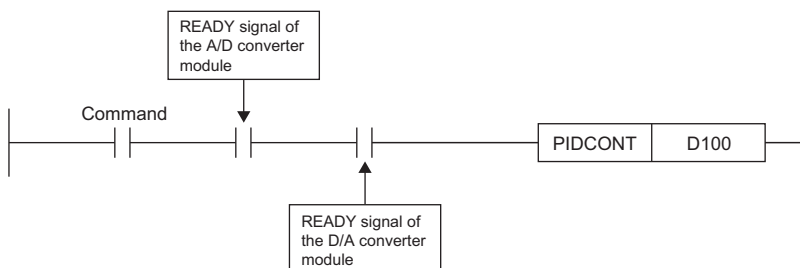 READY signal of
the A/D converter
module
Command
PIDCONT D100
READY signal of
the D/A converter
module